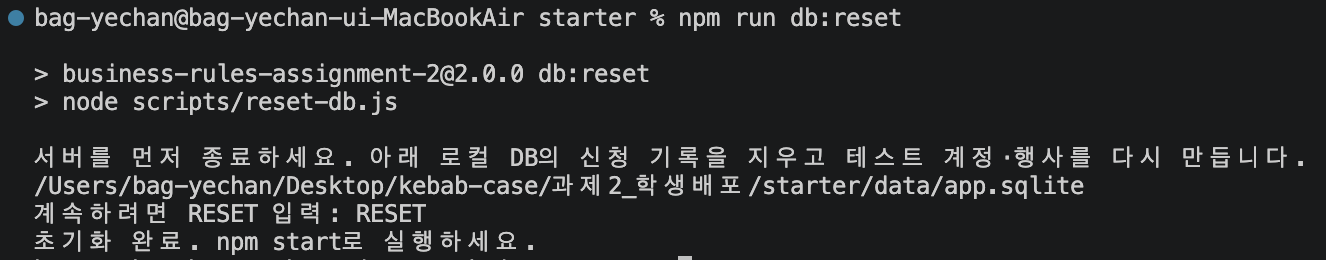 bag-yechan@bag-yechan-ui-MacBookAir starter % npm run db:reset
> business-rules-assignment-2@2.0.0 db:reset
> node scripts/reset-db.js
서버를 먼저 종료하세요. 아래 로컬 DB의 신청 기록을 지우고 테스트 계정·행사를 다시 만듭니다.
/Users/bag-yechan/Desktop/kebab-case/과제2_학생배포/starter/data/app.sqlite
계속하려면 RESET 입력: RESET
초기화 완료. npm start로 실행하세요.